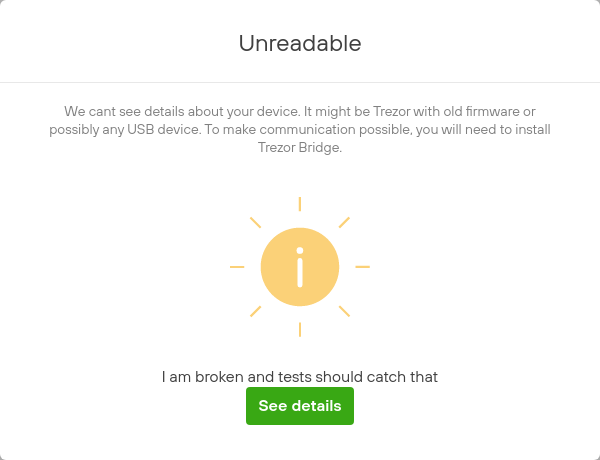 Unreadable
We cant see details about your device. It might be Trezor with old firmware or
possibly any USB device. To make communication possible, you will need to install
Trezor Bridge.
i
I am broken and tests should catch that
See details